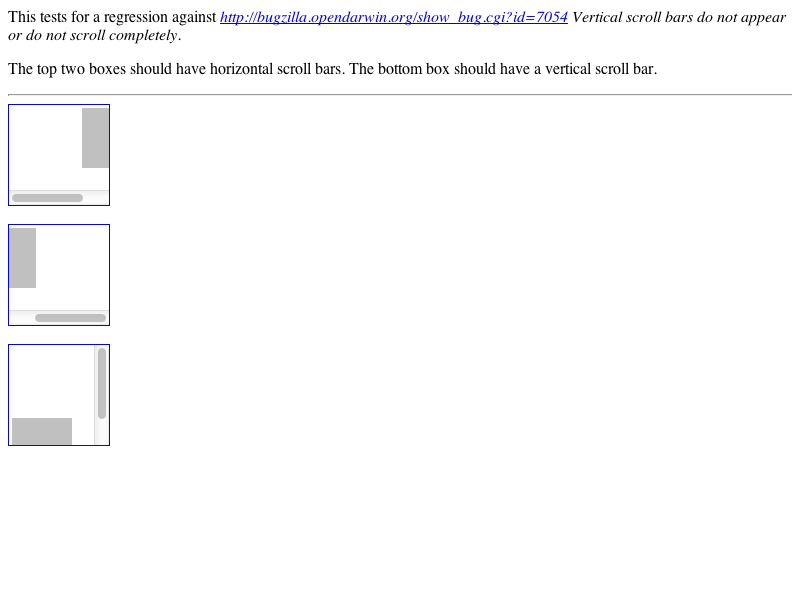 This tests for a regression against http://bugzilla.opendarwin.org/show_bug.cgi?id=7054 Vertical scroll bars do not appear
or do not scroll completely.
The top two boxes should have horizontal scroll bars. The bottom box should have a vertical scroll bar.